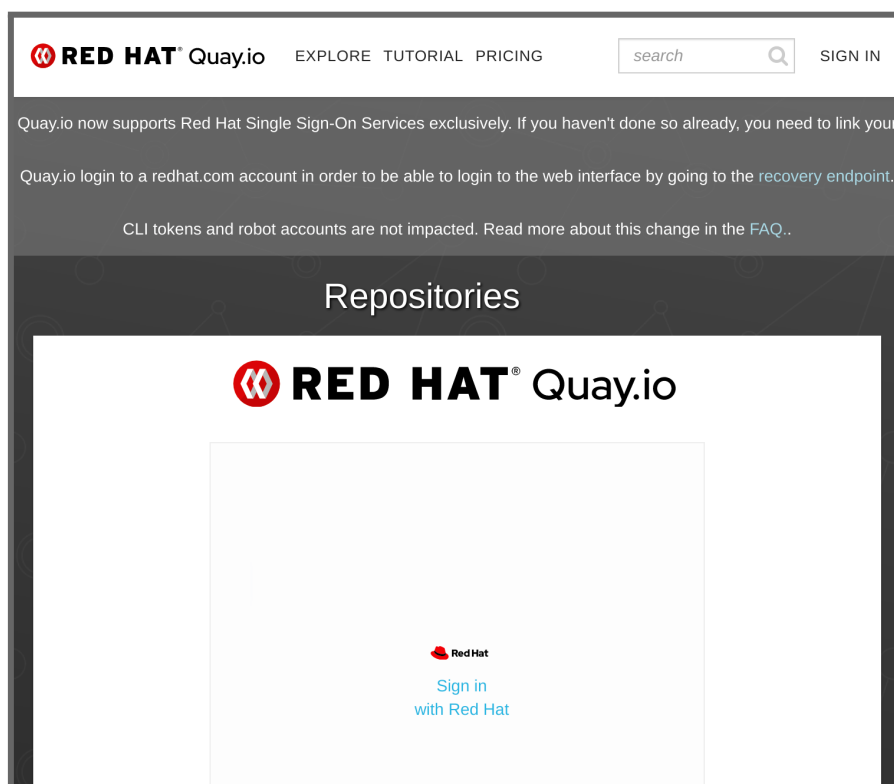 RED HAT® Quay.io EXPLORE TUTORIAL PRICING search SIGN IN
Quay.io now supports Red Hat Single Sign-On Services exclusively. If you haven't done so already, you need to link your
Quay.io login to a redhat.com account in order to be able to login to the web interface by going to the recovery endpoint.
CLI tokens and robot accounts are not impacted. Read more about this change in the FAQ..
Repositories
RED HAT® Quay.io
Red Hat
Sign in
with Red Hat